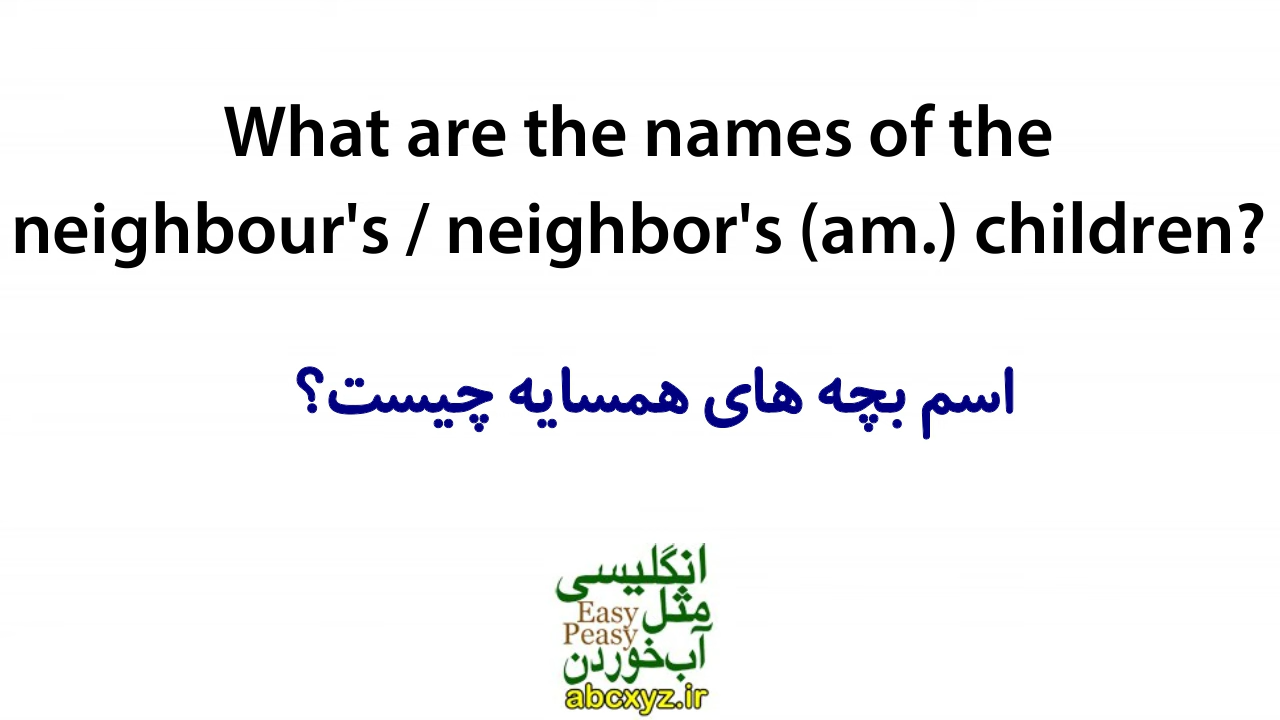 What are the names of the
neighbour's / neighbor's (am.) children?
اسم بچه های همسایه چیست؟
انگلیسی
مثل
Easy
Peasy
آب‌خوردن
abcxyz.ir